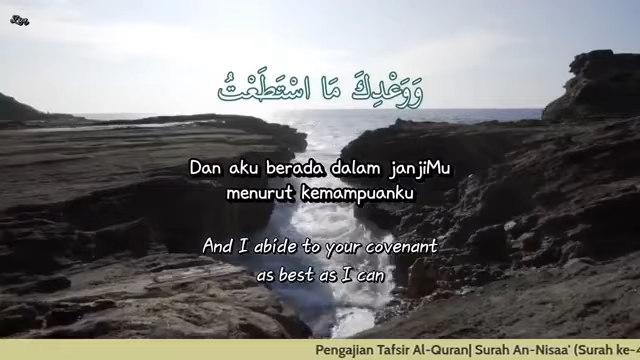 وَوَعْدِكَ مَا اسْتَطَعْتُ
Dan aku berada dalam janjiMu
menurut kemampuanku
And I abide to your covenant
as best as I can
Pengajian Tafsir Al-Quran| Surah An-Nisaa' (Surah ke-4